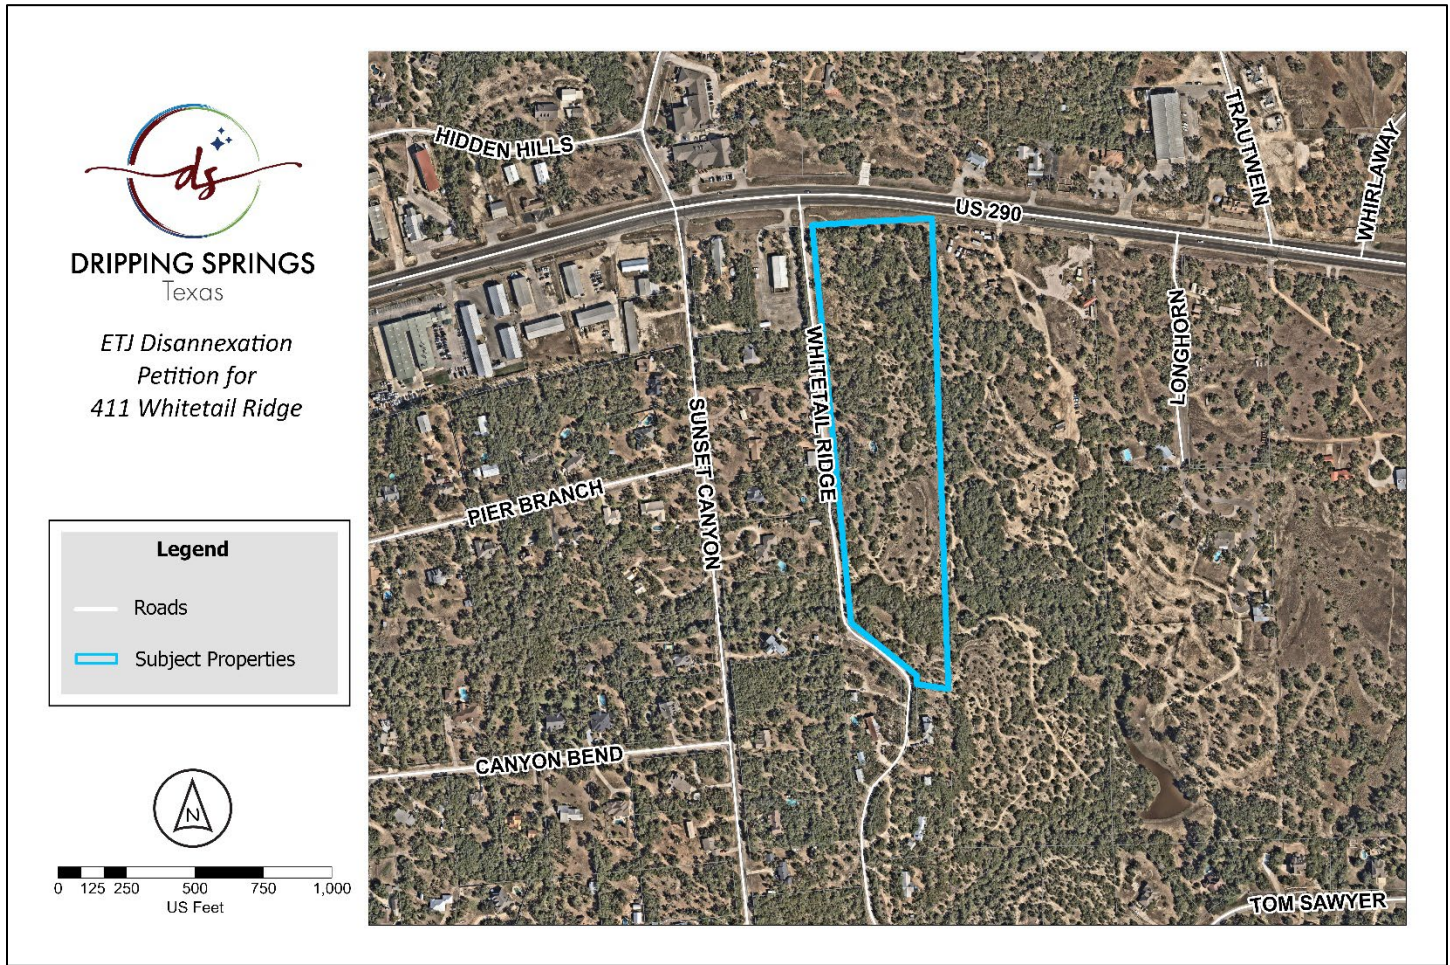 ds
DRIPPING SPRINGS
Texas
ETJ Disannexation
Petition for
411 Whitetail Ridge
Legend
Roads
Subject Properties
N
0 125 250 500 750 1,000
US Feet
HIDDEN HILLS
US 290
TRAUTWEIN
WHIRLAWAY
LONGHORN
WHITETAIL RIDGE
SUNSET CANYON
PIER BRANCH
CANYON BEND
TOM SAWYER